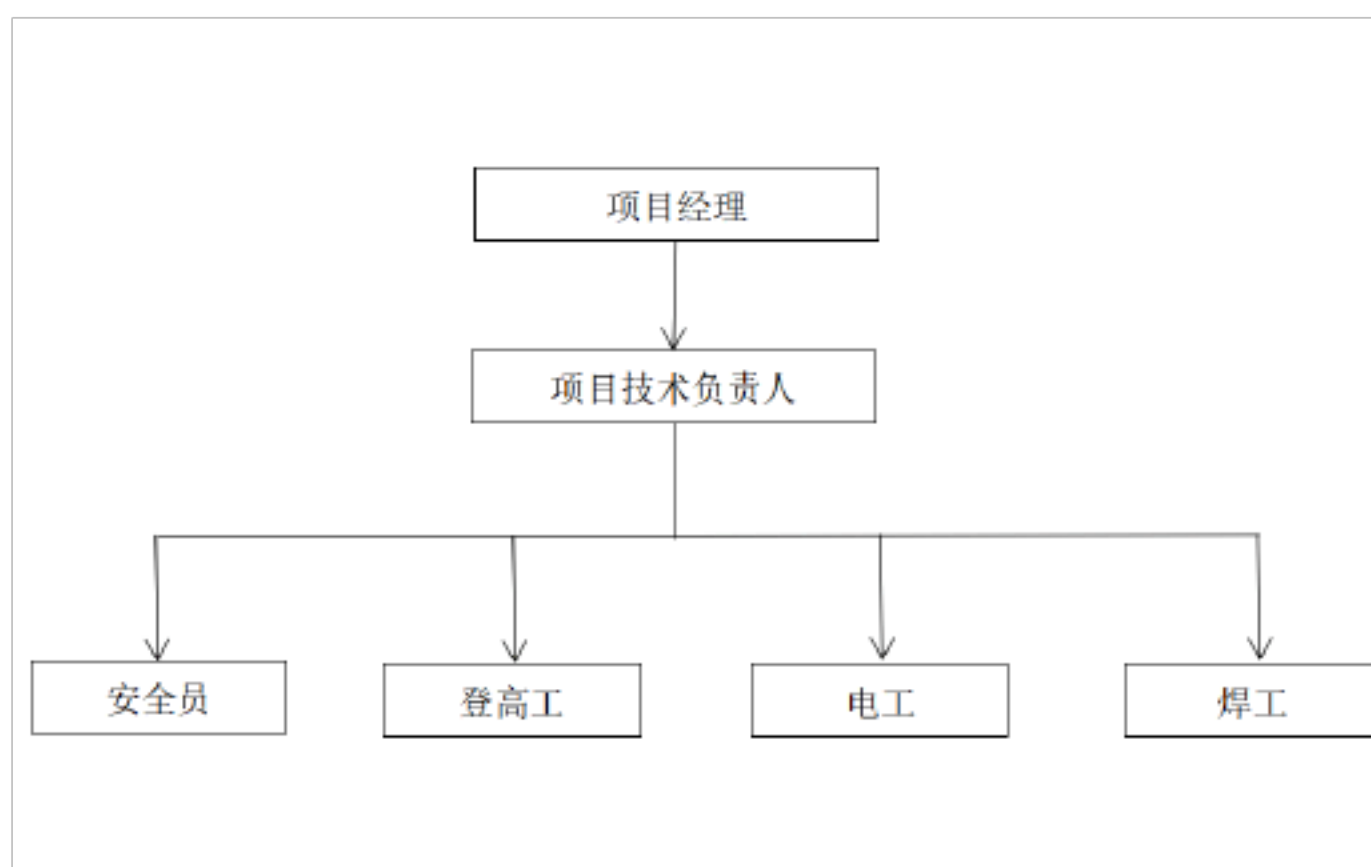 项目经理
项目技术负责人
安全员
登高工
电工
焊工